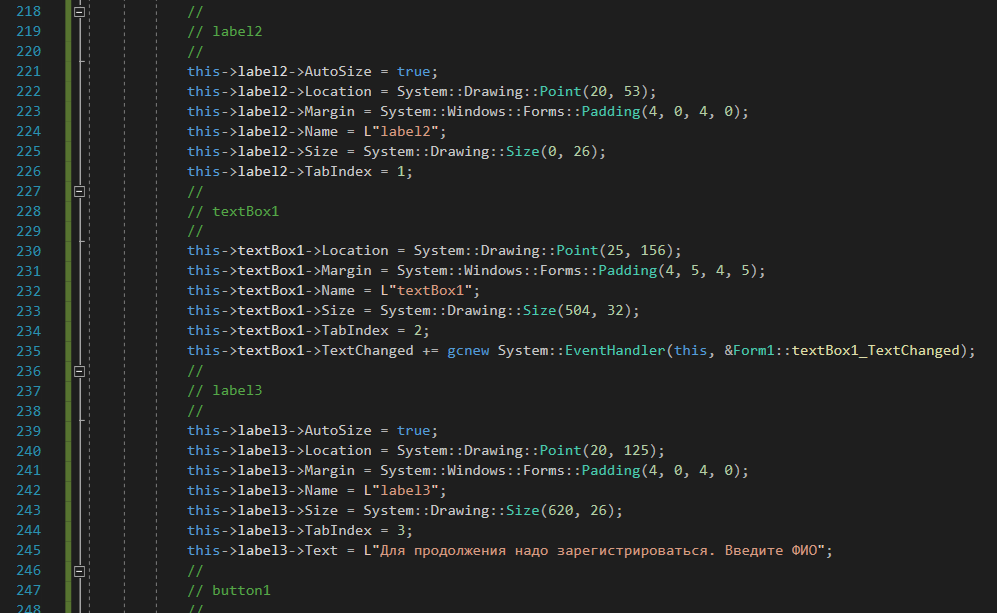 218 //
219 // label2
220 //
221 this->label2->AutoSize = true;
222 this->label2->Location = System::Drawing::Point(20, 53);
223 this->label2->Margin = System::Windows::Forms::Padding(4, 0, 4, 0);
224 this->label2->Name = L"label2";
225 this->label2->Size = System::Drawing::Size(0, 26);
226 this->label2->TabIndex = 1;
227 //
228 // textBox1
229 //
230 this->textBox1->Location = System::Drawing::Point(25, 156);
231 this->textBox1->Margin = System::Windows::Forms::Padding(4, 5, 4, 5);
232 this->textBox1->Name = L"textBox1";
233 this->textBox1->Size = System::Drawing::Size(504, 32);
234 this->textBox1->TabIndex = 2;
235 this->textBox1->TextChanged += gcnew System::EventHandler(this, &Form1::textBox1_TextChanged);
236 //
237 // label3
238 //
239 this->label3->AutoSize = true;
240 this->label3->Location = System::Drawing::Point(20, 125);
241 this->label3->Margin = System::Windows::Forms::Padding(4, 0, 4, 0);
242 this->label3->Name = L"label3";
243 this->label3->Size = System::Drawing::Size(620, 26);
244 this->label3->TabIndex = 3;
245 this->label3->Text = L"Для продолжения надо зарегистрироваться. Введите ФИО";
246 //
247 // button1
248 //